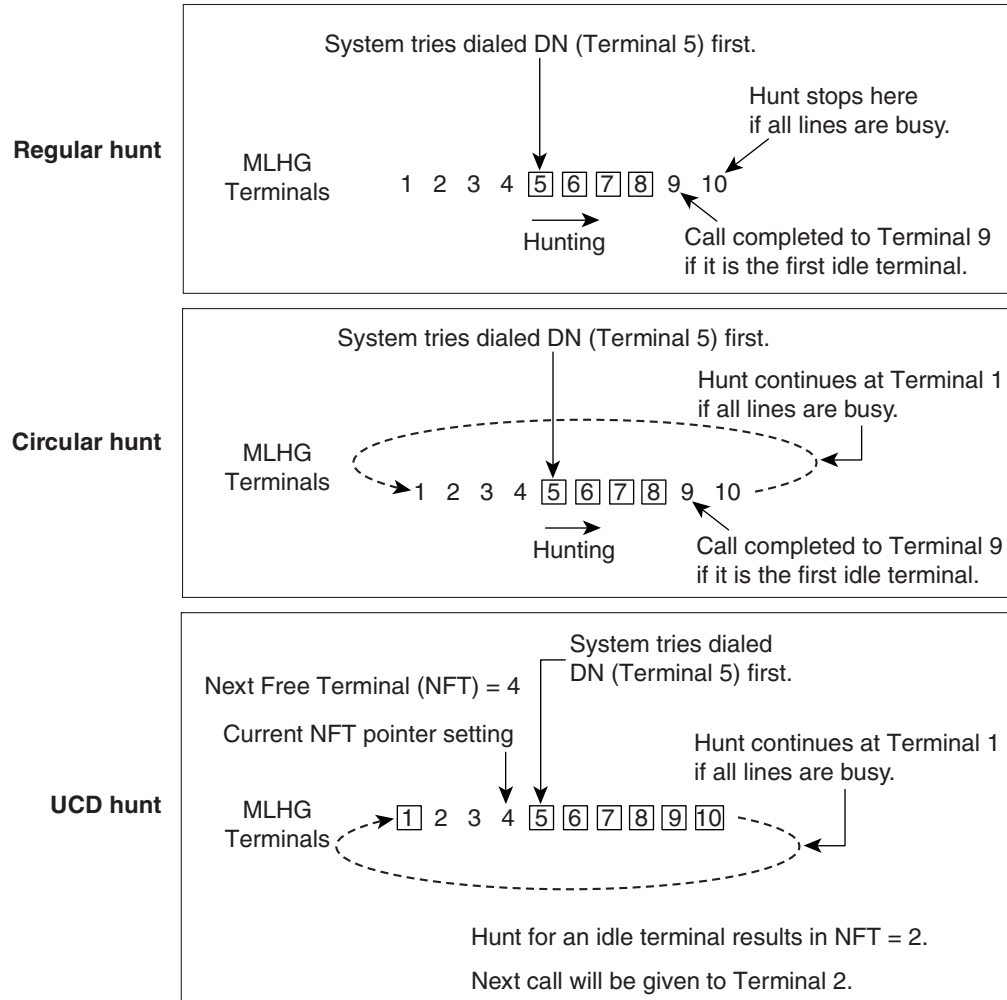 System tries dialed DN (Terminal 5) first.
Hunt stops here
if all lines are busy.
Regular hunt
MLHG
Terminals
1 2 3 4 5 6 7 8 9 10
Hunting
Call completed to Terminal 9
if it is the first idle terminal.
System tries dialed DN (Terminal 5) first.
Hunt continues at Terminal 1
if all lines are busy.
Circular hunt
MLHG
Terminals
1 2 3 4 5 6 7 8 9 10
Hunting
Call completed to Terminal 9
if it is the first idle terminal.
System tries dialed
DN (Terminal 5) first.
Next Free Terminal (NFT) = 4
Current NFT pointer setting
Hunt continues at Terminal 1
if all lines are busy.
UCD hunt
MLHG
Terminals
1 2 3 4 5 6 7 8 9 10
Hunt for an idle terminal results in NFT = 2.
Next call will be given to Terminal 2.